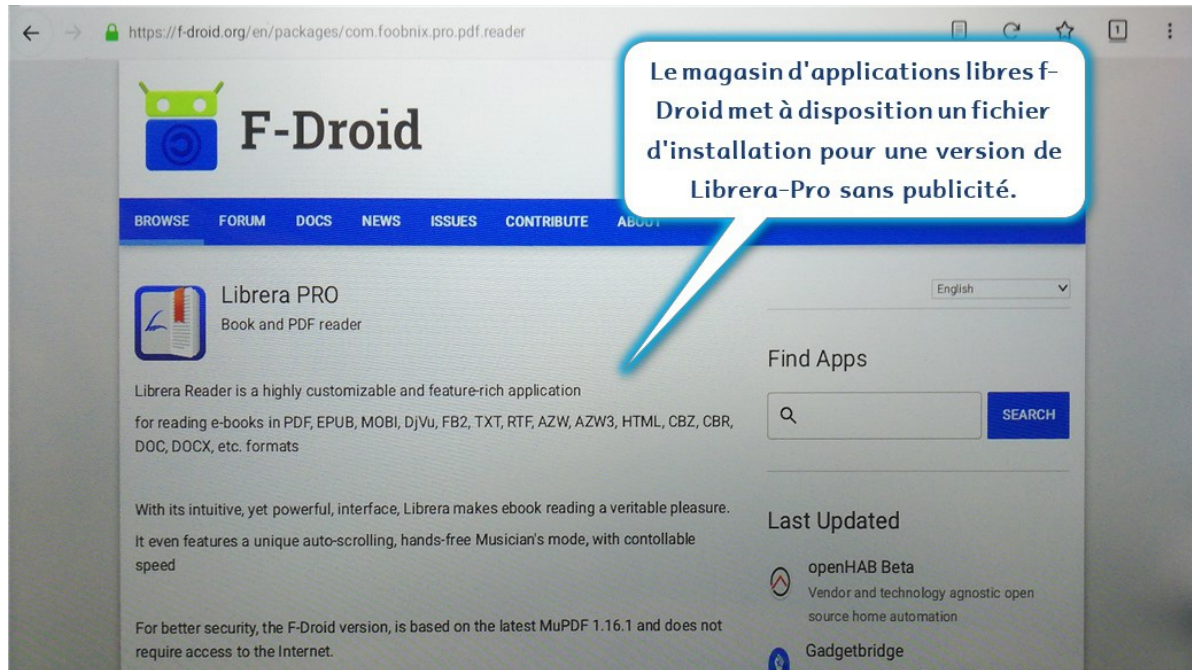 https://f-droid.org/en/packages/com.foobnix.pro.pdf.reader
1
Le magasin d'applications libres f-
Droid met à disposition un fichier
d'installation pour une version de
Librera-Pro sans publicité.
F-Droid
BROWSE FORUM DOCS NEWS ISSUES CONTRIBUTE ABOUT
Librera PRO
Book and PDF reader
Librera Reader is a highly customizable and feature-rich application
for reading e-books in PDF, EPUB, MOBI, DjVu, FB2, TXT, RTF, AZW, AZW3, HTML, CBZ, CBR,
DOC, DOCX, etc. formats
With its intuitive, yet powerful, interface, Librera makes ebook reading a veritable pleasure.
It even features a unique auto-scrolling, hands-free Musician's mode, with contollable
speed
For better security, the F-Droid version, is based on the latest MuPDF 1.16.1 and does not
require access to the Internet.
English
Find Apps
SEARCH
Last Updated
openHAB Beta
Vendor and technology agnostic open
source home automation
Gadgetbridge